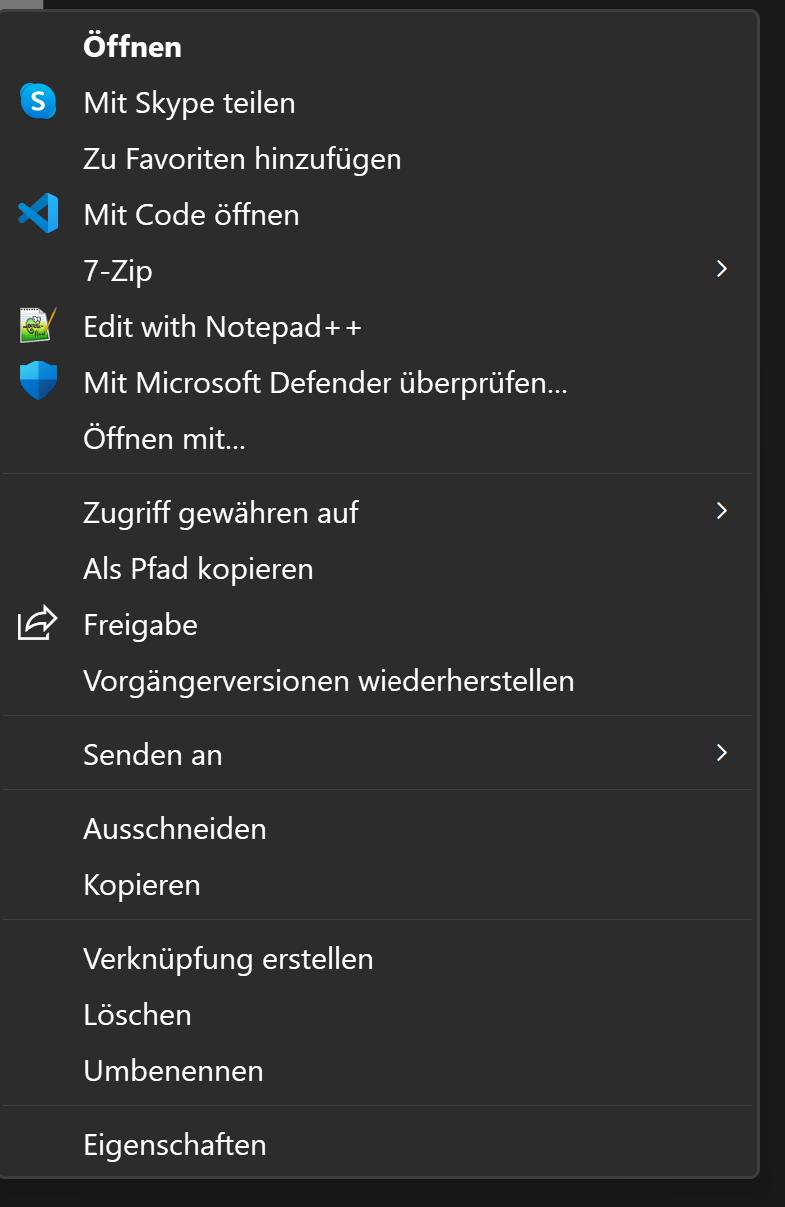 Öffnen
Mit Skype teilen
Zu Favoriten hinzufügen
Mit Code öffnen
7-Zip
Edit with Notepad++
Mit Microsoft Defender überprüfen...
Öffnen mit...
Zugriff gewähren auf
Als Pfad kopieren
Freigabe
Vorgängerversionen wiederherstellen
Senden an
Ausschneiden
Kopieren
Verknüpfung erstellen
Löschen
Umbenennen
Eigenschaften